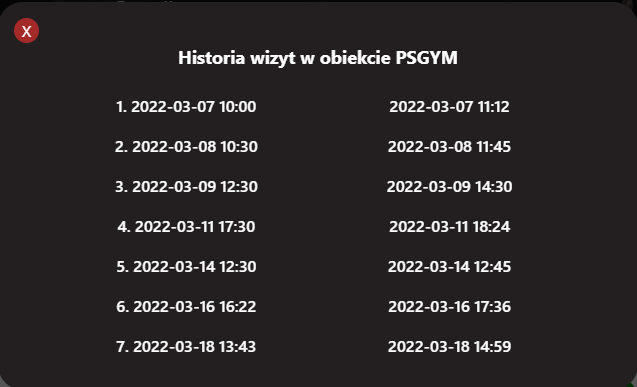 X
Historia wizyt w obiekcie PSGYM
1. 2022-03-07 10:00 2022-03-07 11:12
2. 2022-03-08 10:30 2022-03-08 11:45
3. 2022-03-09 12:30 2022-03-09 14:30
4. 2022-03-11 17:30 2022-03-11 18:24
5. 2022-03-14 12:30 2022-03-14 12:45
6. 2022-03-16 16:22 2022-03-16 17:36
7. 2022-03-18 13:43 2022-03-18 14:59